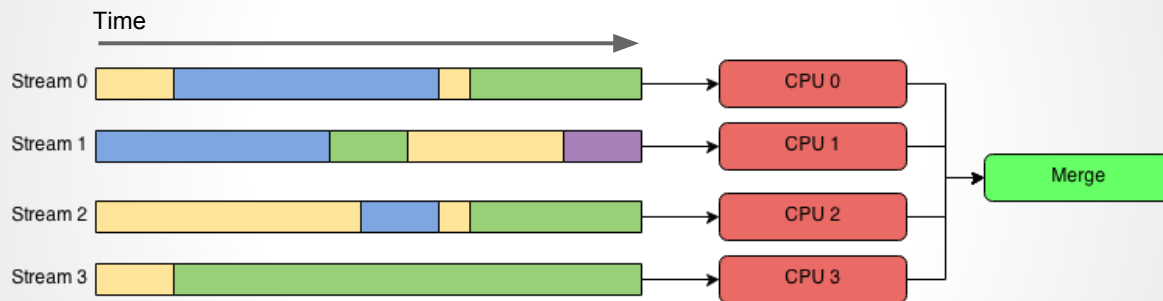 Time
Stream 0
CPU 0
Stream 1
CPU 1
Merge
Stream 2
CPU 2
Stream 3
CPU 3